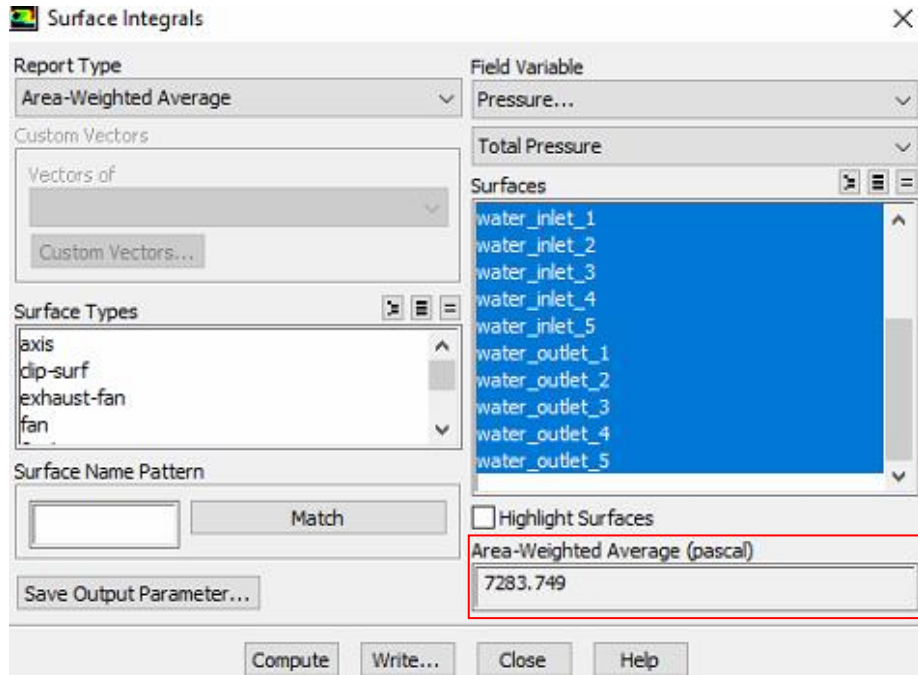 Surface Integrals
Report Type
Area-Weighted Average
Custom Vectors
Vectors of
Custom Vectors...
Surface Types
axis
clip-surf
exhaust-fan
fan
Surface Name Pattern
Match
Save Output Parameter...
Field Variable
Pressure...
Total Pressure
Surfaces
water_inlet_1
water_inlet_2
water_inlet_3
water_inlet_4
water_inlet_5
water_outlet_1
water_outlet_2
water_outlet_3
water_outlet_4
water_outlet_5
Highlight Surfaces
Area-Weighted Average (pascal)
7283.749
Compute Write... Close Help